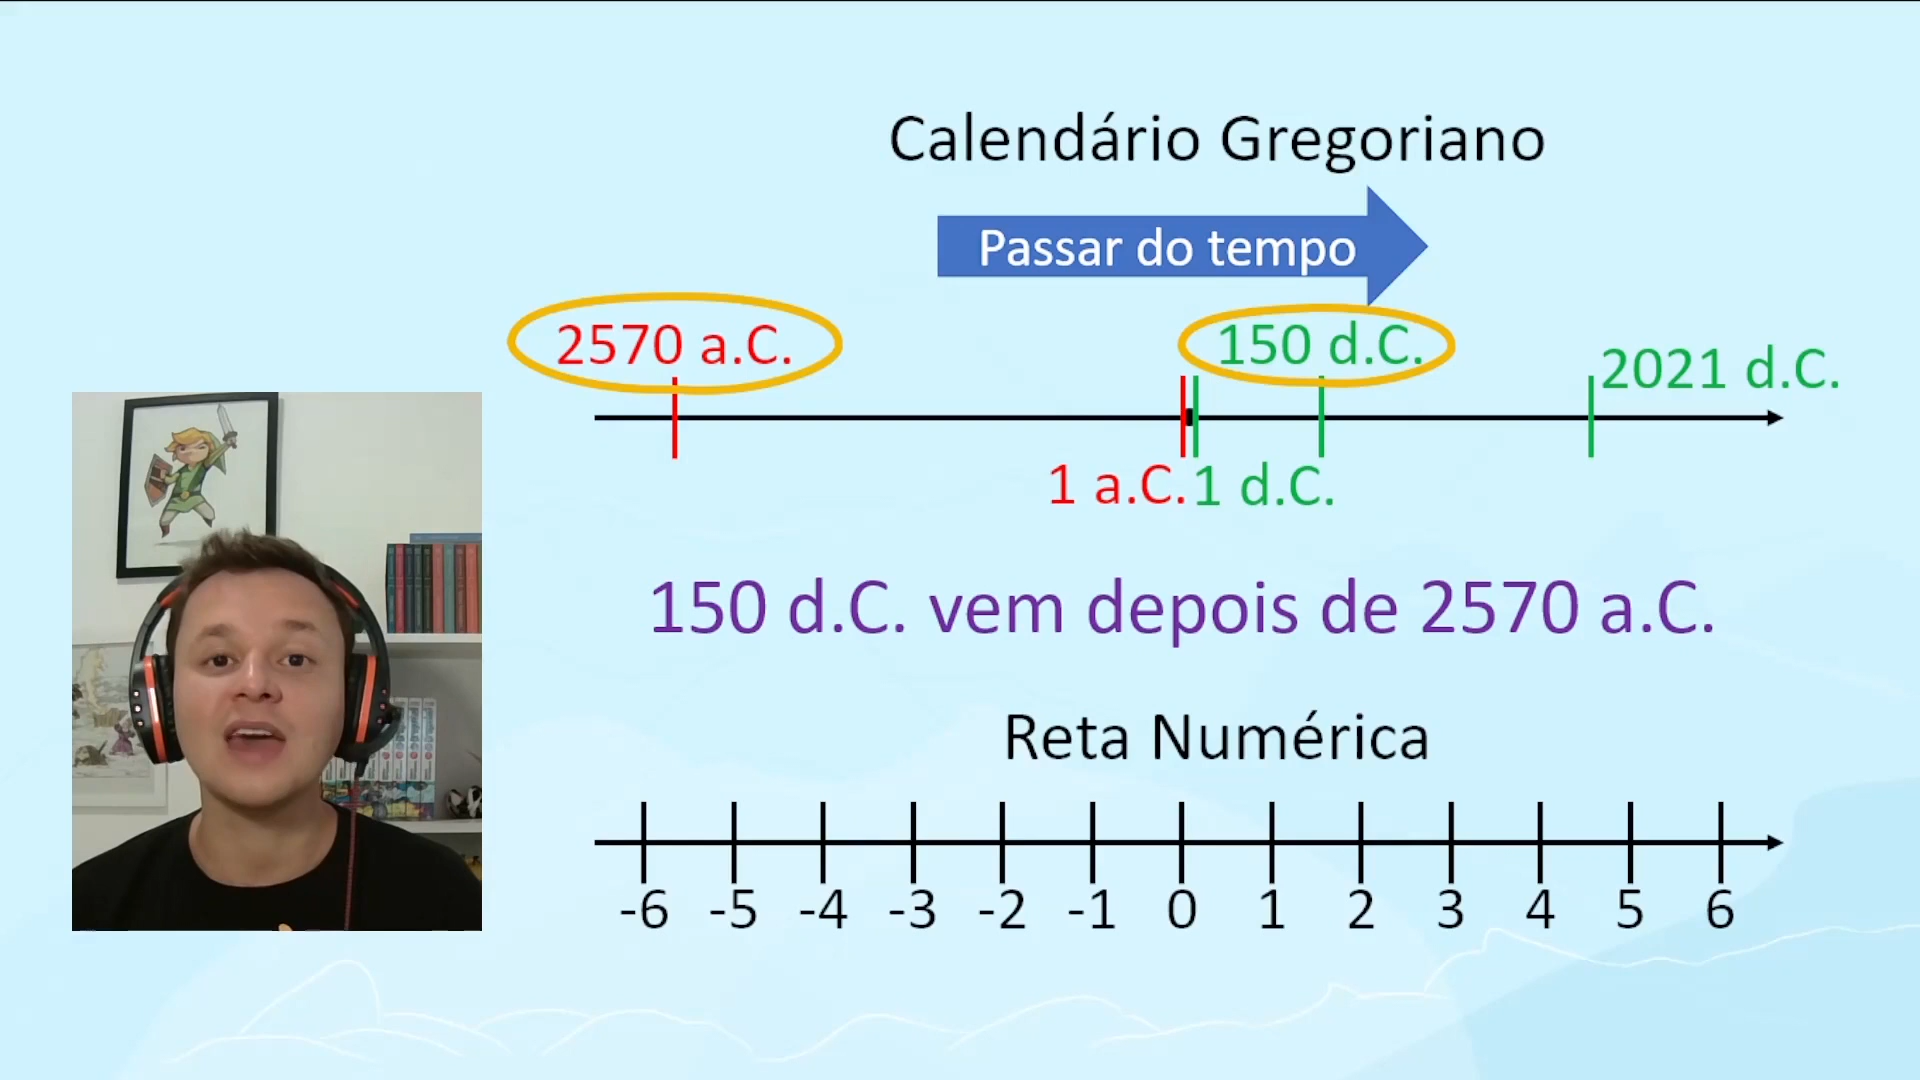 Calendário Gregoriano
Passar do tempo
2570 a.C.
150 d.C.
2021 d.C.
1 a.C.
1 d.C.
150 d.C. vem depois de 2570 a.C.
Reta Numérica
-6 -5 -4 -3 -2 -1 0 1 2 3 4 5 6